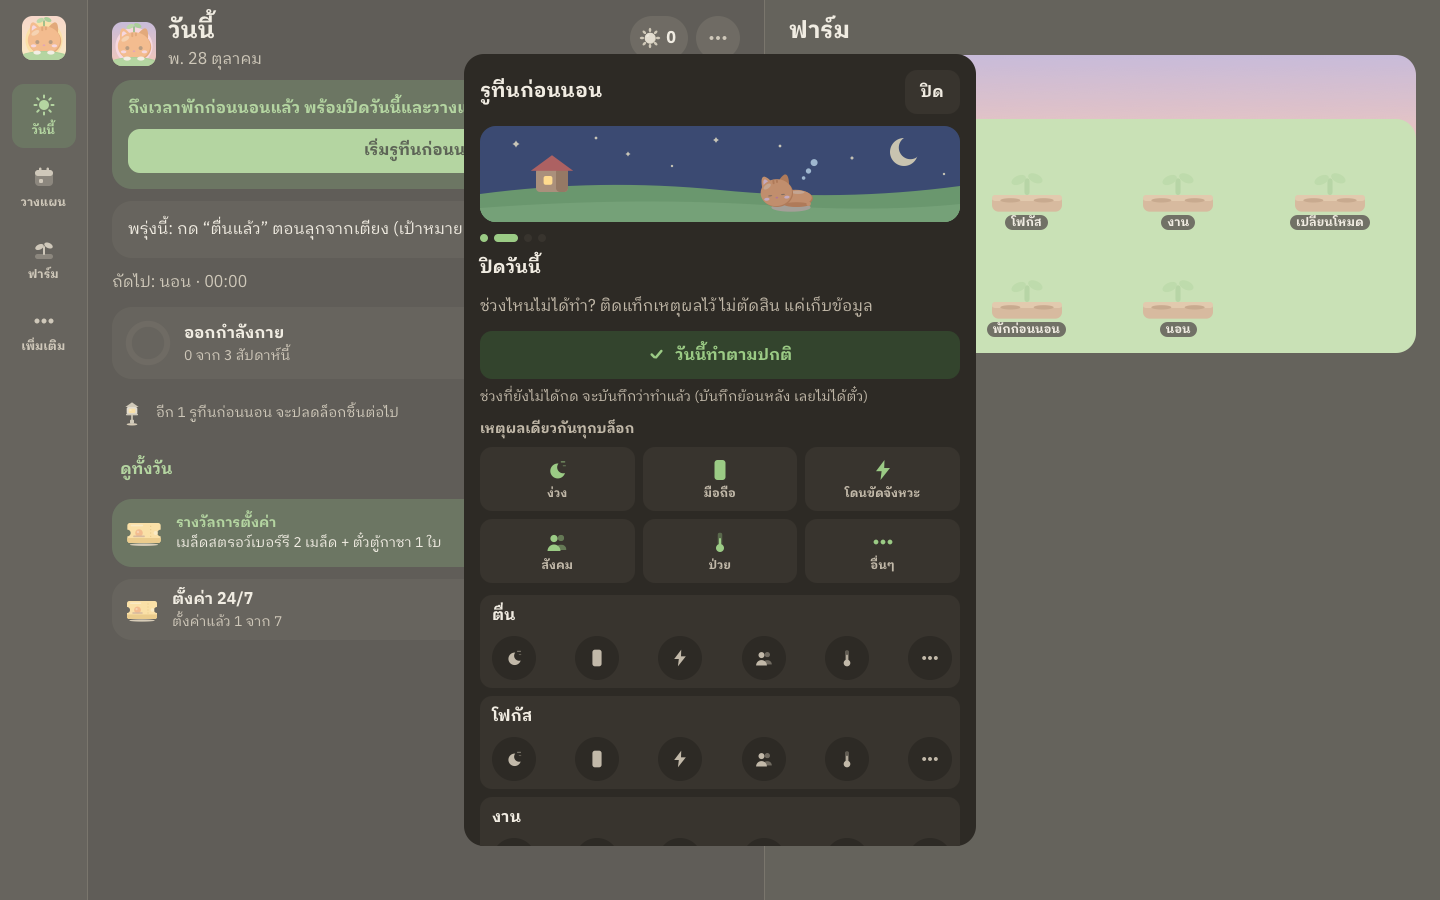 วันนี้
วางแผน
ฟาร์ม
เพิ่มเติม
วันนี้
พ. 28 ตุลาคม
0
ถึงเวลาพักก่อนนอนแล้ว พร้อมปิดวันนี้และวาง
เริ่มรูทีนก่อน
พรุ่งนี้: กด “ตื่นแล้ว” ตอนลุกจากเตียง (เป้าหมาย
ถัดไป: นอน · 00:00
ออกกำลังกาย
0 จาก 3 สัปดาห์นี้
อีก 1 รูทีนก่อนนอน จะปลดล็อกชิ้นต่อไป
ดูทั้งวัน
รางวัลการตั้งค่า
เมล็ดสตรอว์เบอร์รี 2 เมล็ด + ตั๋วตู้กาชา 1 ใบ
ตั้งค่า 24/7
ตั้งค่าแล้ว 1 จาก 7
รูทีนก่อนนอน
ปิด
ปิดวันนี้
ช่วงไหนไม่ได้ทำ? ติดแท็กเหตุผลไว้ ไม่ตัดสิน แค่เก็บข้อมูล
วันนี้ทำตามปกติ
ช่วงที่ยังไม่ได้กด จะบันทึกว่าทำแล้ว (บันทึกย้อนหลัง เลยไม่ได้ตั๋ว)
เหตุผลเดียวกันทุกบล็อก
ง่วง
มือถือ
โดนขัดจังหวะ
สังคม
ป่วย
อื่นๆ
ตื่น
โฟกัส
งาน
ฟาร์ม
โฟกัส
งาน
เปลี่ยนโหมด
พักก่อนนอน
นอน